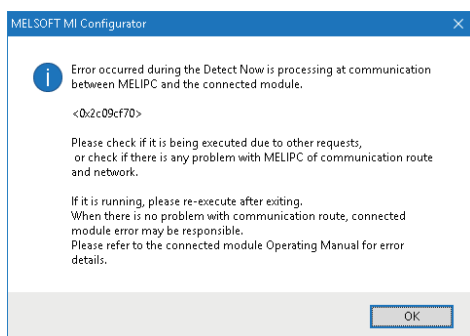 MELSOFT MI Configurator
Error occurred during the Detect Now is processing at communication
between MELIPC and the connected module.
<0x2c09cf70>
Please check if it is being executed due to other requests,
or check if there is any problem with MELIPC of communication route
and network.
If it is running, please re-execute after exiting.
When there is no problem with communication route, connected
module error may be responsible.
Please refer to the connected module Operating Manual for error
details.
OK